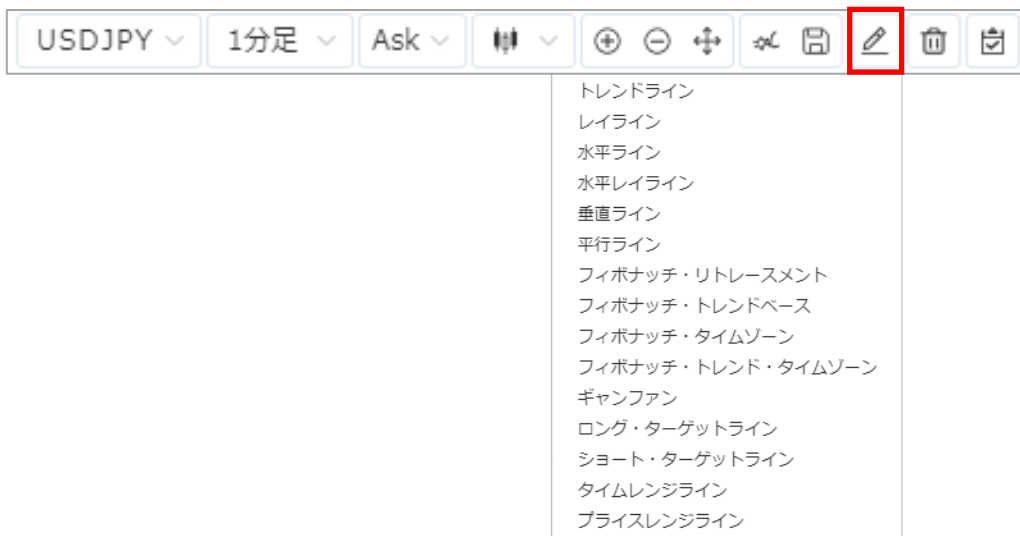 USDJPY 1分足 Ask
トレンドライン
レイライン
水平ライン
水平レイライン
垂直ライン
平行ライン
フィボナッチ・リトレースメント
フィボナッチ・トレンドベース
フィボナッチ・タイムゾーン
フィボナッチ・トレンド・タイムゾーン
ギャンファン
ロング・ターゲットライン
ショート・ターゲットライン
タイムレンジライン
プライスレンジライン